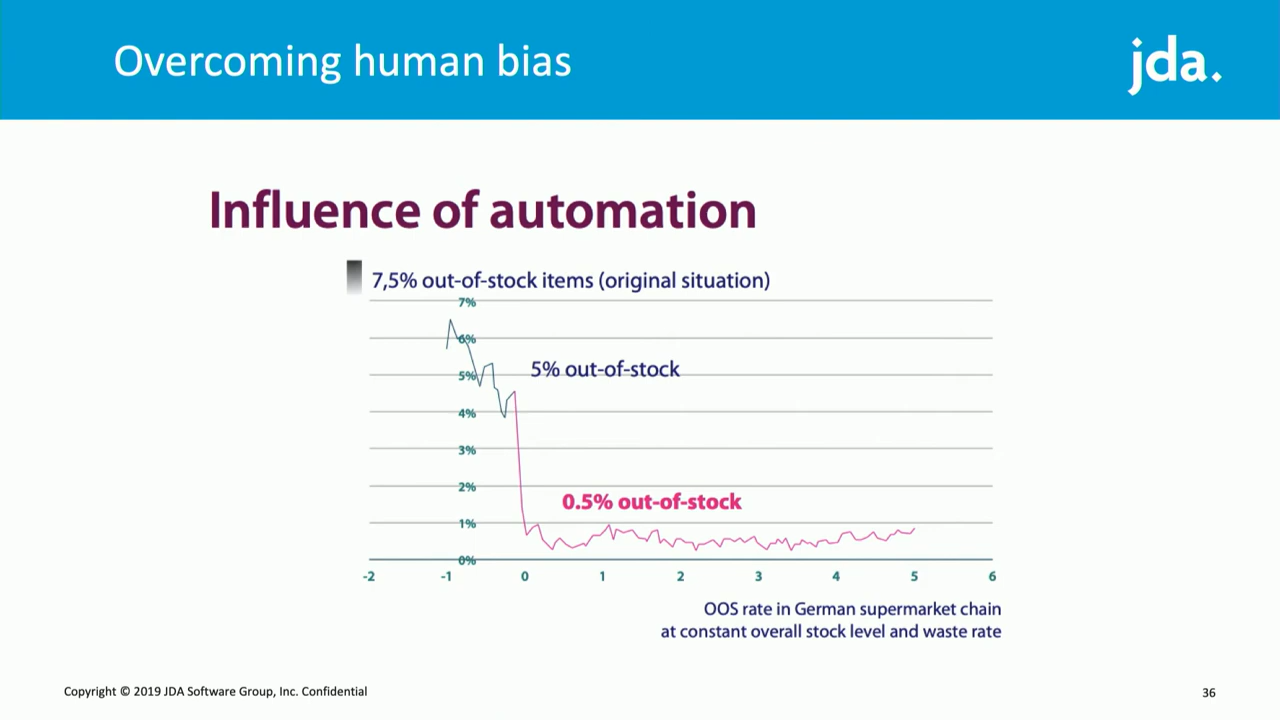 Overcoming human bias
jda.
Influence of automation
7,5% out-of-stock items (original situation)
7%
6%
5% out-of-stock
5%
4%
3%
2%
0.5% out-of-stock
1%
0%
-2 -1 0 1 2 3 4 5 6
OOS rate in German supermarket chain
at constant overall stock level and waste rate
Copyright © 2019 JDA Software Group, Inc. Confidential
36